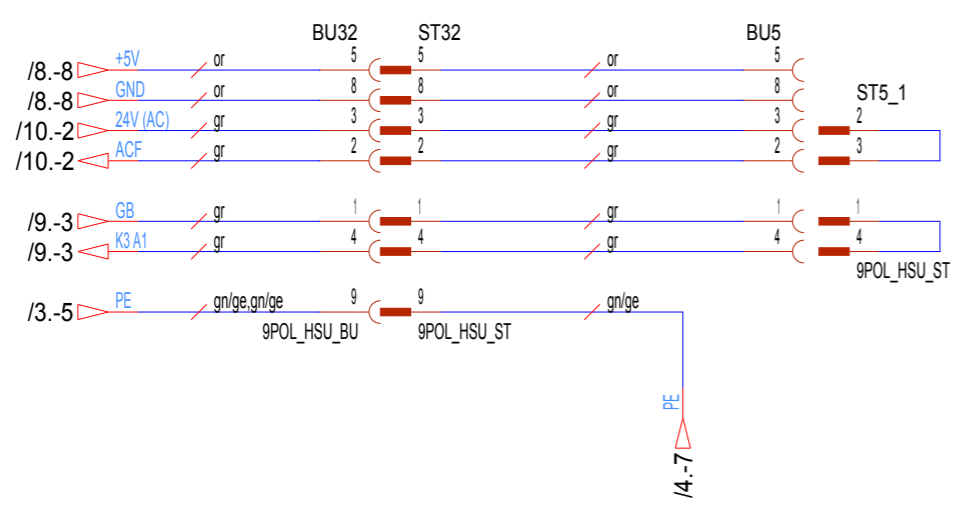 BU32 ST32 BU5
/8.-8 +5V or 5 5 or 5
/8.-8 GND or 8 8 or 8 ST5_1
/10.-2 24V (AC) gr 3 3 gr 3 2
/10.-2 ACF gr 2 2 gr 2 3
/9.-3 GB gr 1 1 gr 1 1
/9.-3 K3 A1 gr 4 4 gr 4 4
9POL_HSU_ST
/3.-5 PE gn/ge,gn/ge 9 9 gn/ge
9POL_HSU_BU 9POL_HSU_ST
PE
/4.-7